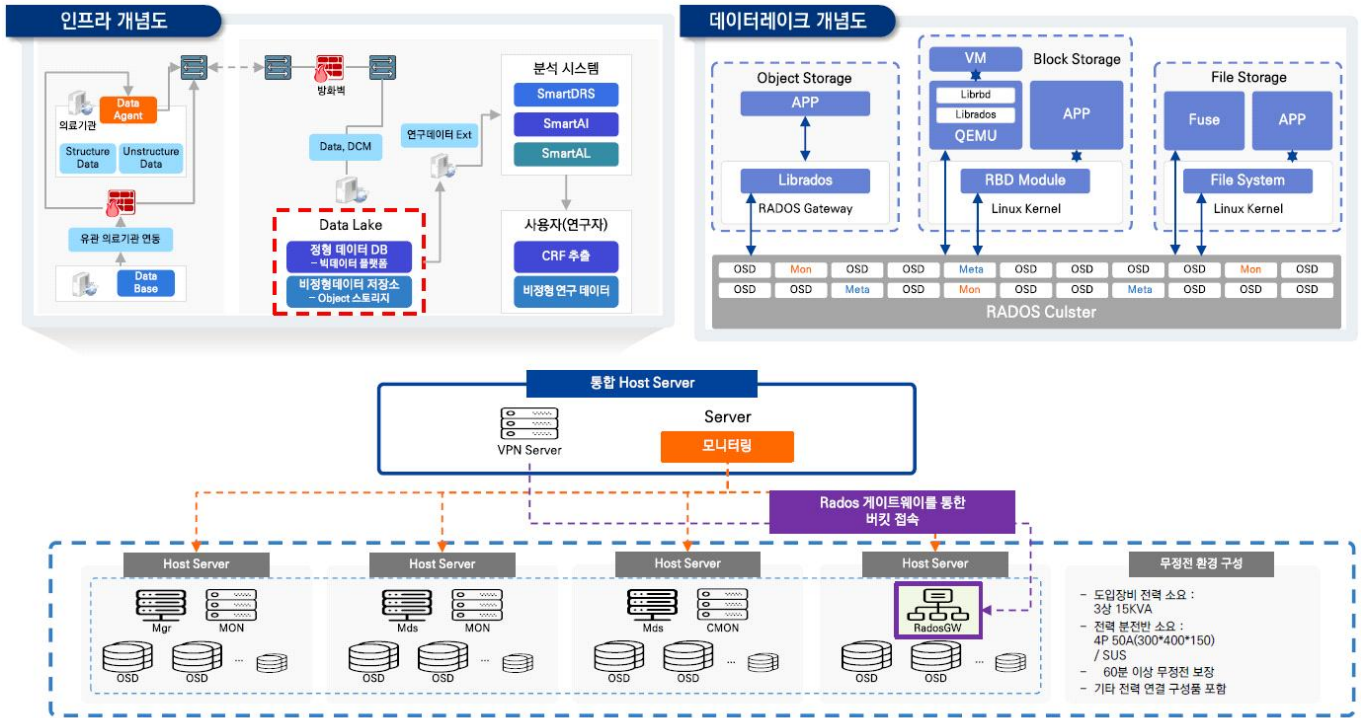 인프라 개념도
의료기관
Data
Agent
Structure
Data
Unstructure
Data
유관 의료기관 연동
Data
Base
방화벽
Data, DCM
연구데이터 Ext
Data Lake
정형 데이터 DB
– 빅데이터 플랫폼
비정형데이터 저장소
– Object 스토리지
분석 시스템
SmartDRS
SmartAI
SmartAL
사용자(연구자)
CRF 추출
비정형 연구 데이터
데이터레이크 개념도
Object Storage
APP
Librados
RADOS Gateway
VM
Block Storage
Librbd
Librados
QEMU
APP
RBD Module
Linux Kernel
File Storage
Fuse
APP
File System
Linux Kernel
OSD Mon OSD OSD Meta OSD OSD OSD OSD Mon OSD
OSD OSD Meta OSD Mon OSD OSD Meta OSD OSD OSD
RADOS Culster
통합 Host Server
VPN Server
Server
모니터링
Rados 게이트웨이를 통한
버킷 접속
Host Server
Mgr MON
OSD OSD ...
Host Server
Mds MON
OSD OSD ...
Host Server
Mds CMON
OSD OSD ...
Host Server
RadosGW
OSD OSD ...
무정전 환경 구성
– 도입장비 전력 소요 :
3상 15KVA
– 전력 분전반 소요 :
4P 50A(300*400*150)
/ SUS
– 60분 이상 무정전 보장
– 기타 전력 연결 구성품 포함